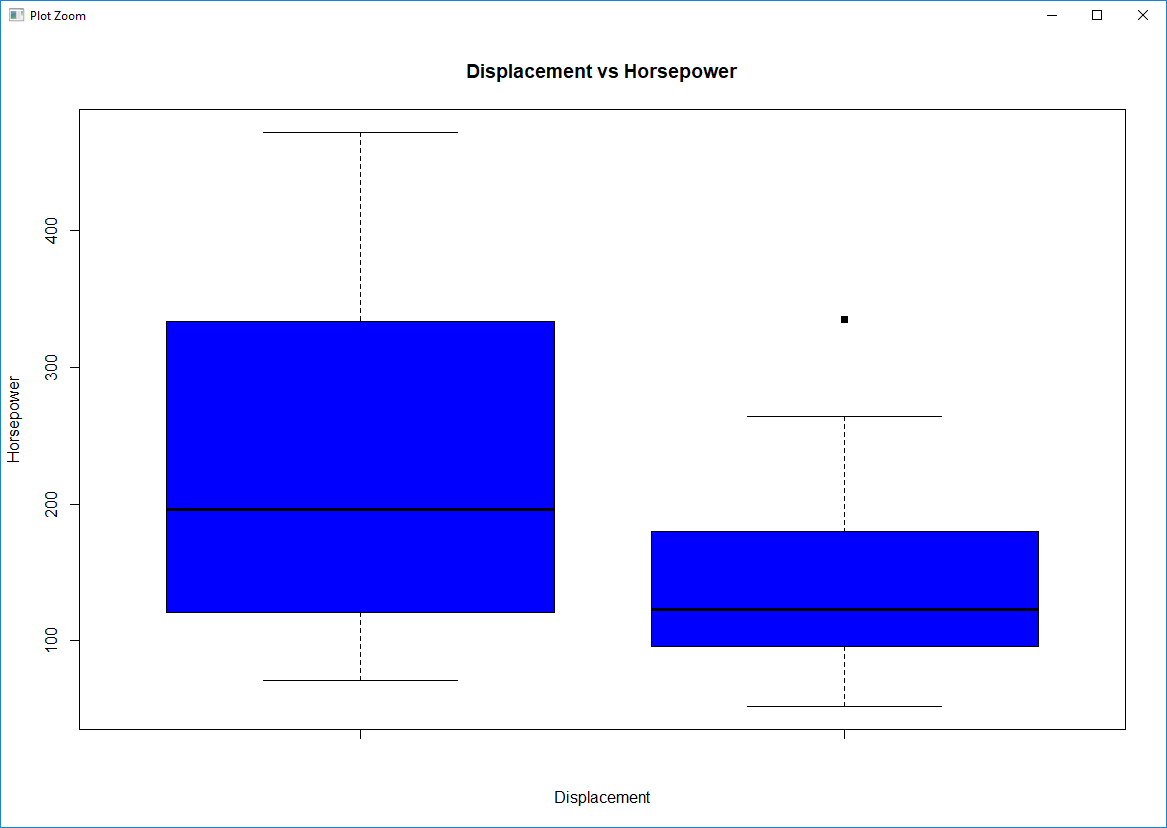 Plot Zoom
Displacement vs Horsepower
400
300
200
100
Horsepower
Displacement